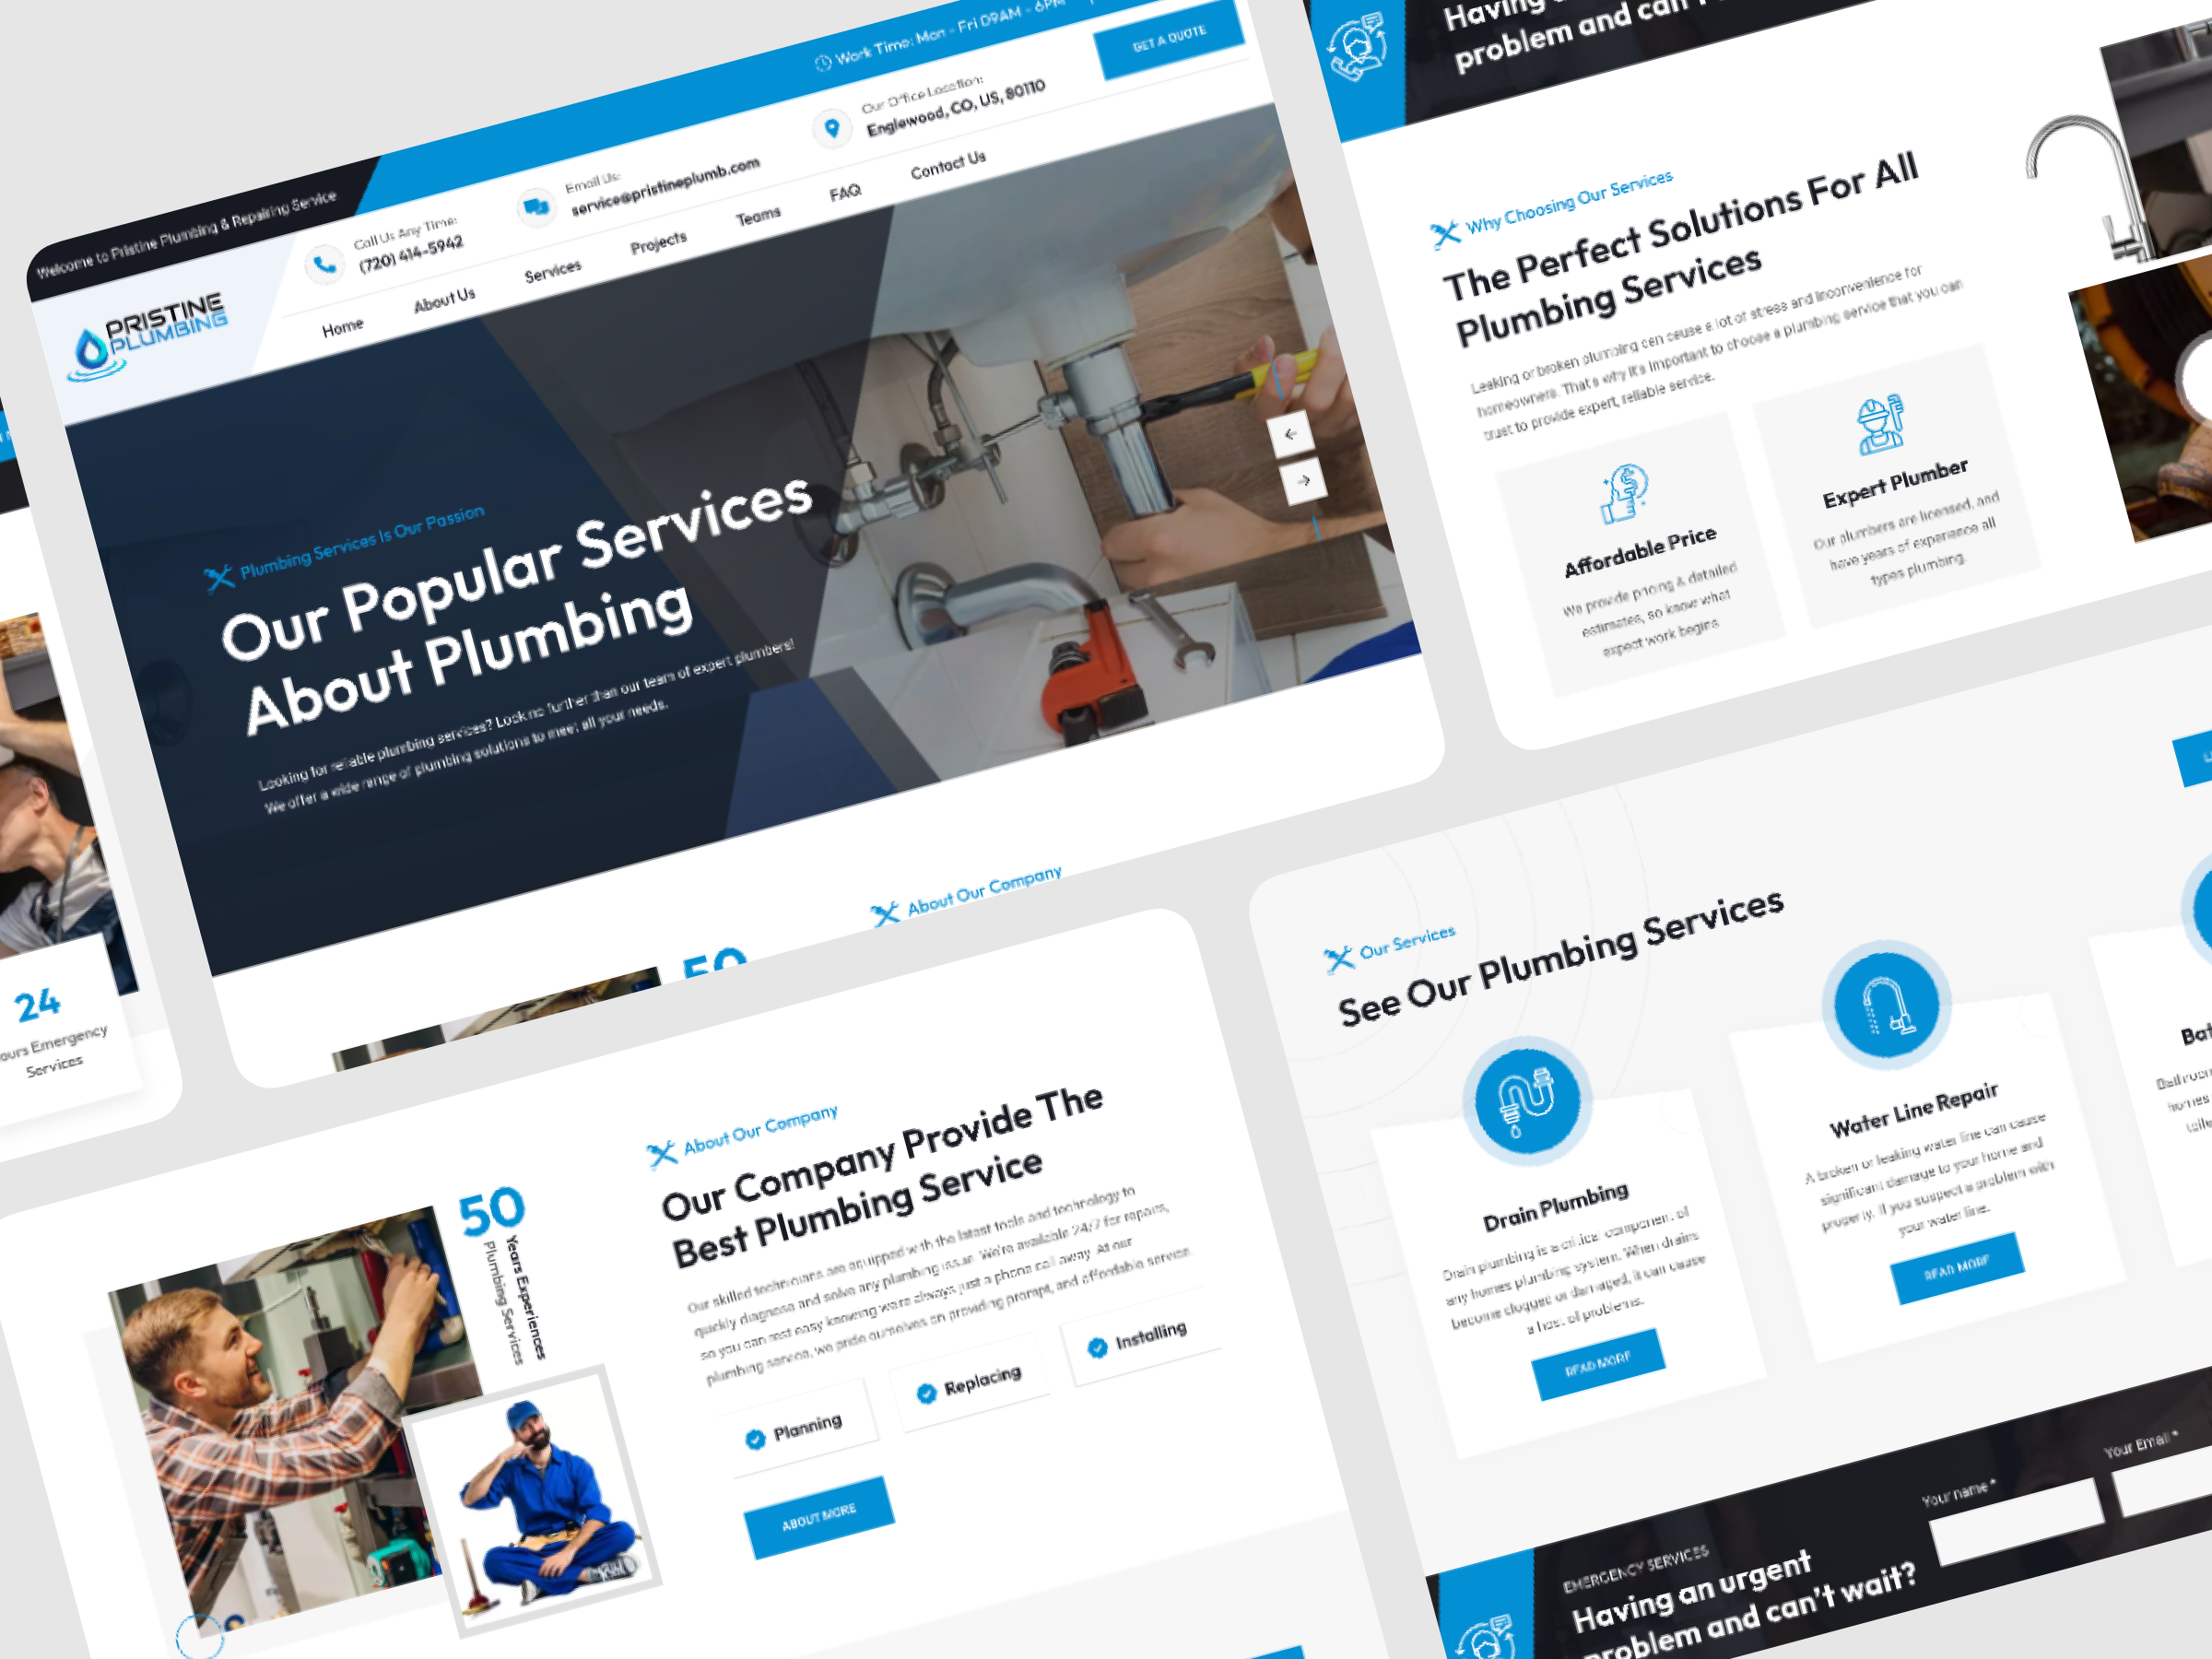 Welcome to Pristine Plumbing & Repairing Service
Work Time: Mon - Fri 09AM - 6PM
PRISTINE
PLUMBING
Call Us Any Time:
(720) 414-5942
Email Us:
service@pristineplumb.com
Our Office Location:
Englewood, CO, US, 80110
GET A QUOTE
Home
About Us
Services
Projects
Teams
FAQ
Contact Us
Plumbing Services Is Our Passion
Our Popular Services
About Plumbing
Looking for reliable plumbing services? Look no further than our team of expert plumbers!
We offer a wide range of plumbing solutions to meet all your needs.
50
About Our Company
24
Emergency
Services
50
Years Experiences
Plumbing Services
About Our Company
Our Company Provide The
Best Plumbing Service
Our skilled technicians are equipped with the latest tools and technology to
quickly diagnose and solve any plumbing issue. We're available 24/7 for repairs,
so you can rest easy knowing we're always just a phone call away. At our
plumbing service, we pride ourselves on providing prompt, and affordable service.
Planning
Replacing
Installing
ABOUT MORE
Having
problem and can't
Why Choosing Our Services
The Perfect Solutions For All
Plumbing Services
Leaking or broken plumbing can cause a lot of stress and inconvenience for
homeowners. That's why it's important to choose a plumbing service that you can
trust to provide expert, reliable service.
Affordable Price
We provide pricing & detailed
estimates, so know what
expect work begins
Expert Plumber
Our plumbers are licensed, and
have years of experience all
types plumbing.
Our Services
See Our Plumbing Services
Drain Plumbing
Drain plumbing is a critical component of
any homes plumbing system. When drains
become clogged or damaged, it can cause
a host of problems.
READ MORE
Water Line Repair
A broken or leaking water line can cause
significant damage to your home and
property. If you suspect a problem with
your water line.
READ MORE
homes
EMERGENCY SERVICES
Having an urgent
problem and can't wait?
Your name *
Your Email *